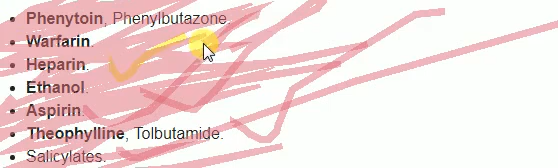 • Phenytoin, Phenylbutazone.
• Warfarin.
• Heparin.
• Ethanol.
• Aspirin.
• Theophylline, Tolbutamide.
• Salicylates.